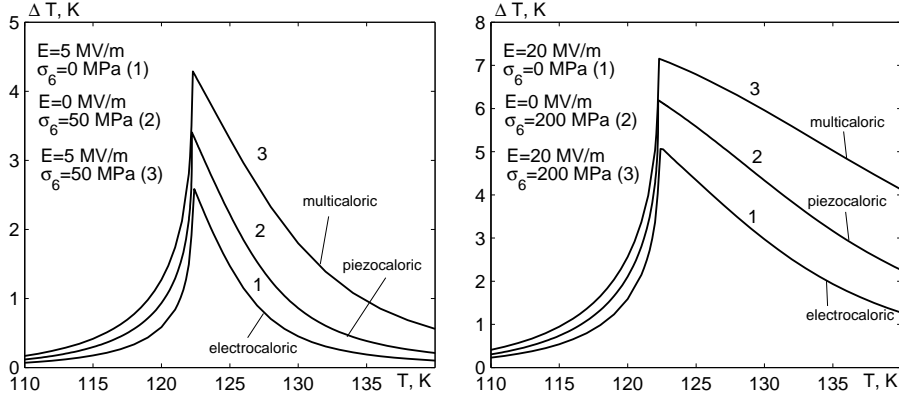 Δ T, K
5
4
3
2
1
0
E=5 MV/m
σ6=0 MPa (1)
E=0 MV/m
σ6=50 MPa (2)
E=5 MV/m
σ6=50 MPa (3)
3
2
1
multicaloric
piezocaloric
electrocaloric
110 115 120 125 130 135 T, K
Δ T, K
8
7
6
5
4
3
2
1
0
E=20 MV/m
σ6=0 MPa (1)
E=0 MV/m
σ6=200 MPa (2)
E=20 MV/m
σ6=200 MPa (3)
3
2
1
multicaloric
piezocaloric
electrocaloric
110 115 120 125 130 135 T, K